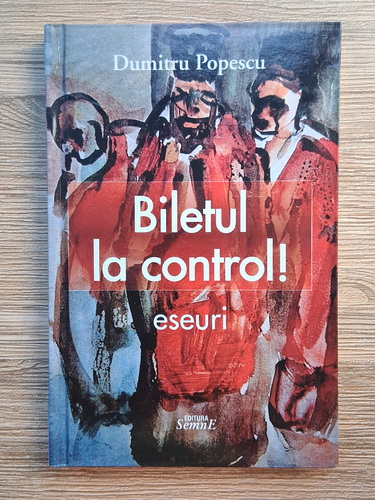 Dumitru Popescu
Biletul
la control!
eseuri
EDITURA
SemnE